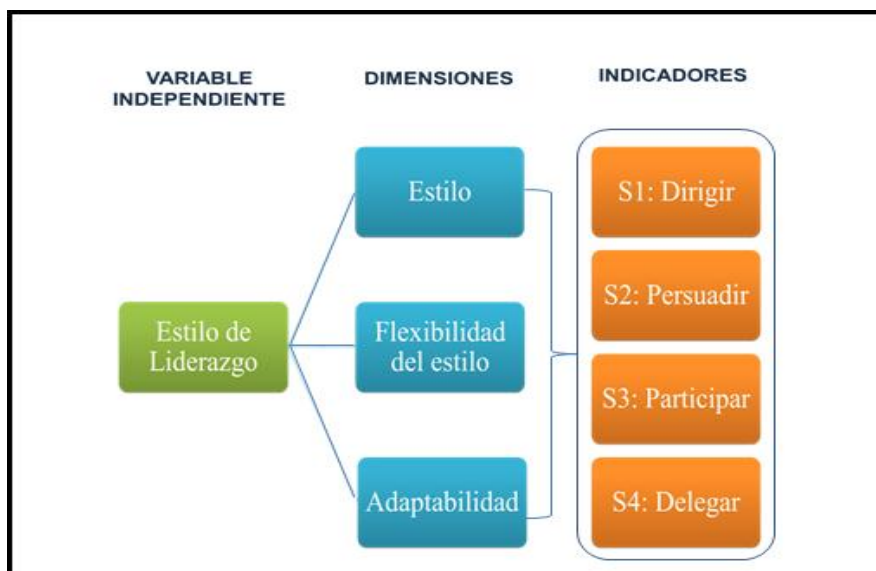 VARIABLE
INDEPENDIENTE
DIMENSIONES
INDICADORES
Estilo de
Liderazgo
Estilo
Flexibilidad
del estilo
Adaptabilidad
S1: Dirigir
S2: Persuadir
S3: Participar
S4: Delegar